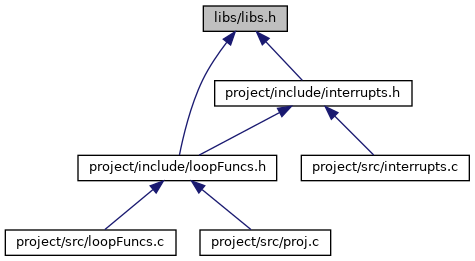 libs/libs.h
project/include/interrupts.h
project/include/loopFuncs.h
project/src/interrupts.c
project/src/loopFuncs.c
project/src/proj.c